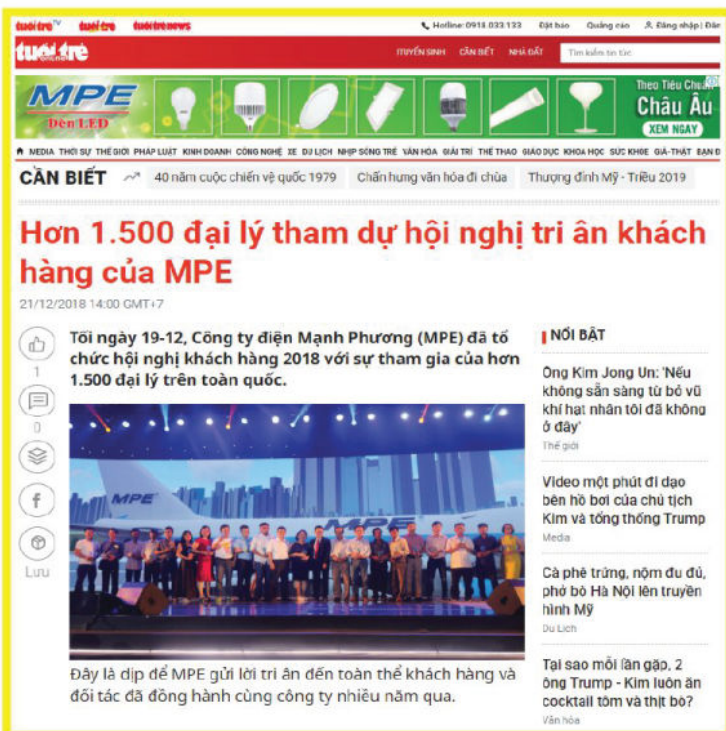 tuổi trẻ TV tuổi trẻ tuổi trẻ news
Hotline: 0918.033.133 Đặt báo Quảng cáo Đăng nhập | Đăn
tuổi trẻ
ONLINE
TUYỂN SINH CẦN BIẾT NHÀ ĐẤT Tìm kiếm tin tức
MPE
Đèn LED
Theo Tiêu Chuẩn
Châu Âu
XEM NGAY
MEDIA THỜI SỰ THẾ GIỚI PHÁP LUẬT KINH DOANH CÔNG NGHỆ XE DU LỊCH NHỊP SỐNG TRẺ VĂN HÓA GIẢI TRÍ THỂ THAO GIÁO DỤC KHOA HỌC SỨC KHỎE GIẢ-THẬT BẠN Đ
CẦN BIẾT 40 năm cuộc chiến vệ quốc 1979 Chấn hưng văn hóa đi chùa Thượng đỉnh Mỹ - Triều 2019
Hơn 1.500 đại lý tham dự hội nghị tri ân khách
hàng của MPE
21/12/2018 14:00 GMT+7
1
0
f
Lưu
Tối ngày 19-12, Công ty điện Mạnh Phương (MPE) đã tổ
chức hội nghị khách hàng 2018 với sự tham gia của hơn
1.500 đại lý trên toàn quốc.
MPE
MPE
Đây là dịp để MPE gửi lời tri ân đến toàn thể khách hàng và
đối tác đã đồng hành cùng công ty nhiều năm qua.
NỔI BẬT
Ông Kim Jong Un: 'Nếu
không sẵn sàng từ bỏ vũ
khí hạt nhân tôi đã không
ở đây'
Thế giới
Video một phút đi dạo
bên hồ bơi của chủ tịch
Kim và tổng thống Trump
Media
Cà phê trứng, nộm đu đủ,
phở bò Hà Nội lên truyền
hình Mỹ
Du Lịch
Tại sao mỗi lần gặp, 2
ông Trump - Kim luôn ăn
cocktail tôm và thịt bò?
Văn hóa